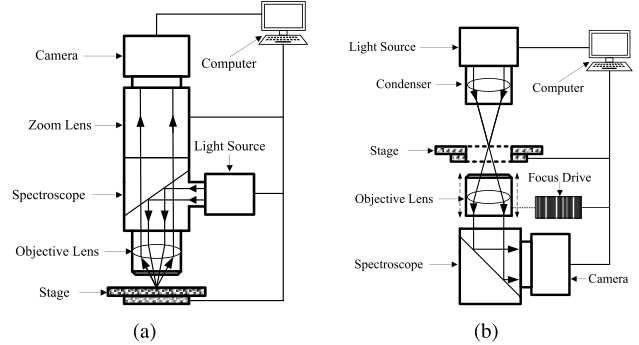 Camera
Computer
Zoom Lens
Light Source
Spectroscope
Objective Lens
Stage
(a)
Light Source
Condenser
Computer
Stage
Focus Drive
Objective Lens
Spectroscope
Camera
(b)